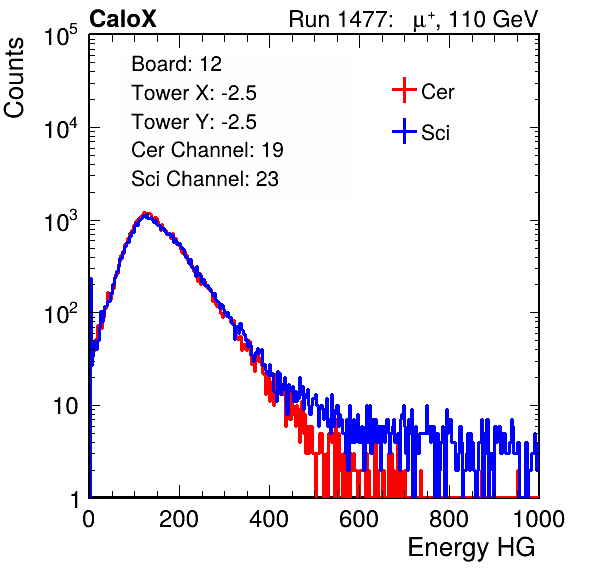 CaloX Run 1477: μ⁺, 110 GeV
Counts
Board: 12
Tower X: -2.5
Tower Y: -2.5
Cer Channel: 19
Sci Channel: 23
Cer
Sci
10⁵
10⁴
10³
10²
10
1
0 200 400 600 800 1000
Energy HG